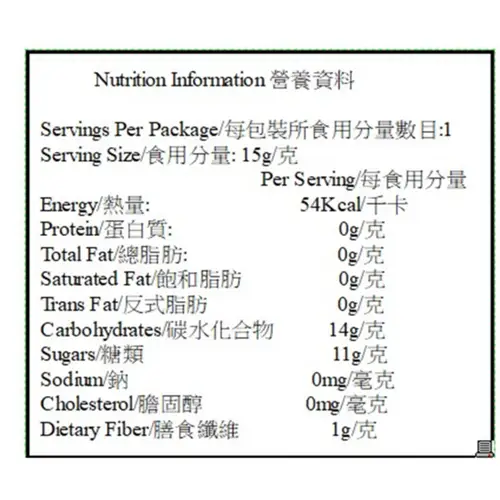 Nutrition Information 營養資料
Servings Per Package/每包裝所食用分量數目:1
Serving Size/食用分量: 15g/克
Per Serving/每食用分量
Energy/熱量: 54Kcal/千卡
Protein/蛋白質: 0g/克
Total Fat/總脂肪: 0g/克
Saturated Fat/飽和脂肪 0g/克
Trans Fat/反式脂肪 0g/克
Carbohydrates/碳水化合物 14g/克
Sugars/糖類 11g/克
Sodium/鈉 0mg/毫克
Cholesterol/膽固醇 0mg/毫克
Dietary Fiber/膳食纖維 1g/克